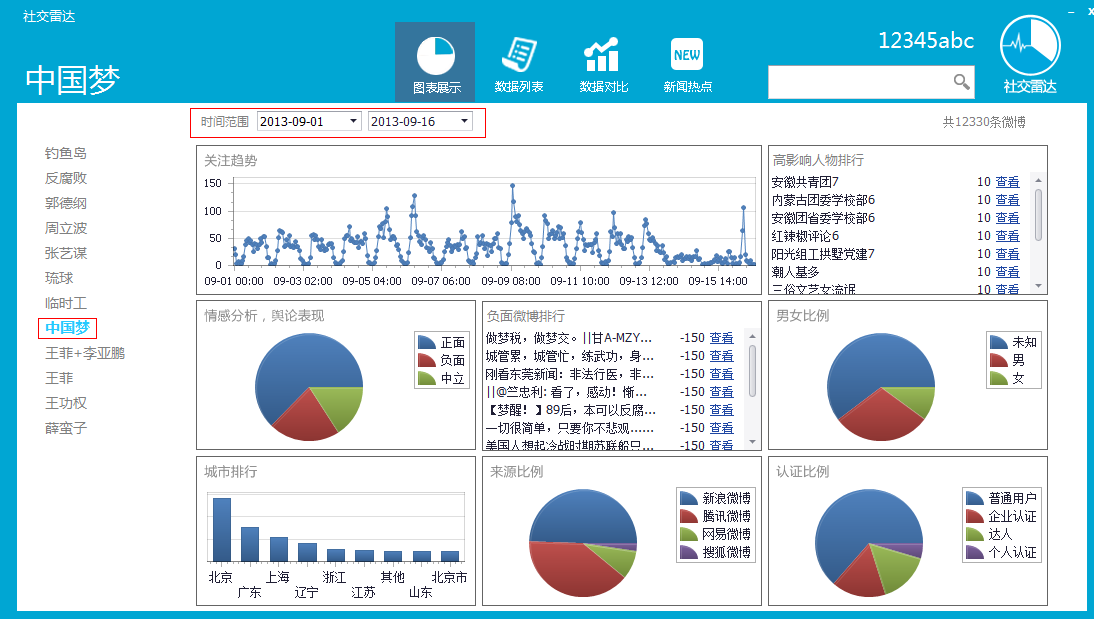 社交雷达
中国梦
图表展示
数据列表
数据对比
NEW
新闻热点
12345abc
社交雷达
时间范围 2013-09-01 2013-09-16
共12330条微博
钓鱼岛
反腐败
郭德纲
周立波
张艺谋
琉球
临时工
中国梦
王菲+李亚鹏
王菲
王功权
薛蛮子
关注趋势
150
100
50
0
09-01 00:00 09-03 02:00 09-05 04:00 09-07 06:00 09-09 08:00 09-11 10:00 09-13 12:00 09-15 14:00
高影响人物排行
安徽共青团7 10 查看
内蒙古团委学校部6 10 查看
安徽团省委学校部6 10 查看
红辣椒评论6 10 查看
阳光组工拱墅党建7 10 查看
潮人基多 10 查看
三俗文艺女流氓 10 查看
情感分析，舆论表现
正面
负面
中立
负面微博排行
做梦税，做梦交。||甘A-MZY... -150 查看
城管累，城管忙，练武功，身... -150 查看
刚看东莞新闻：非法行医，非... -150 查看
||@竺忠利: 看了，感动！惭... -150 查看
【梦醒！】89后，本可以反腐... -150 查看
一切很简单，只要你不悲观...... -150 查看
美国人想起冷战时期苏联船只... -150 查看
男女比例
未知
男
女
城市排行
北京 上海 浙江 其他 北京市
广东 辽宁 江苏 山东
来源比例
新浪微博
腾讯微博
网易微博
搜狐微博
认证比例
普通用户
企业认证
达人
个人认证